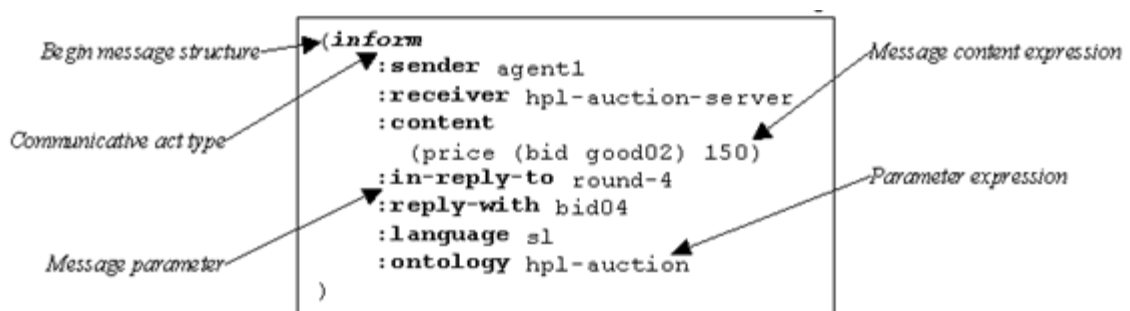 Begin message structure
(inform
Message content expression
:sender agent1
:receiver hpl-auction-server
:content
Communicative act type
(price (bid good02) 150)
:in-reply-to round-4
Parameter expression
:reply-with bid04
:language sl
Message parameter
:ontology hpl-auction
)